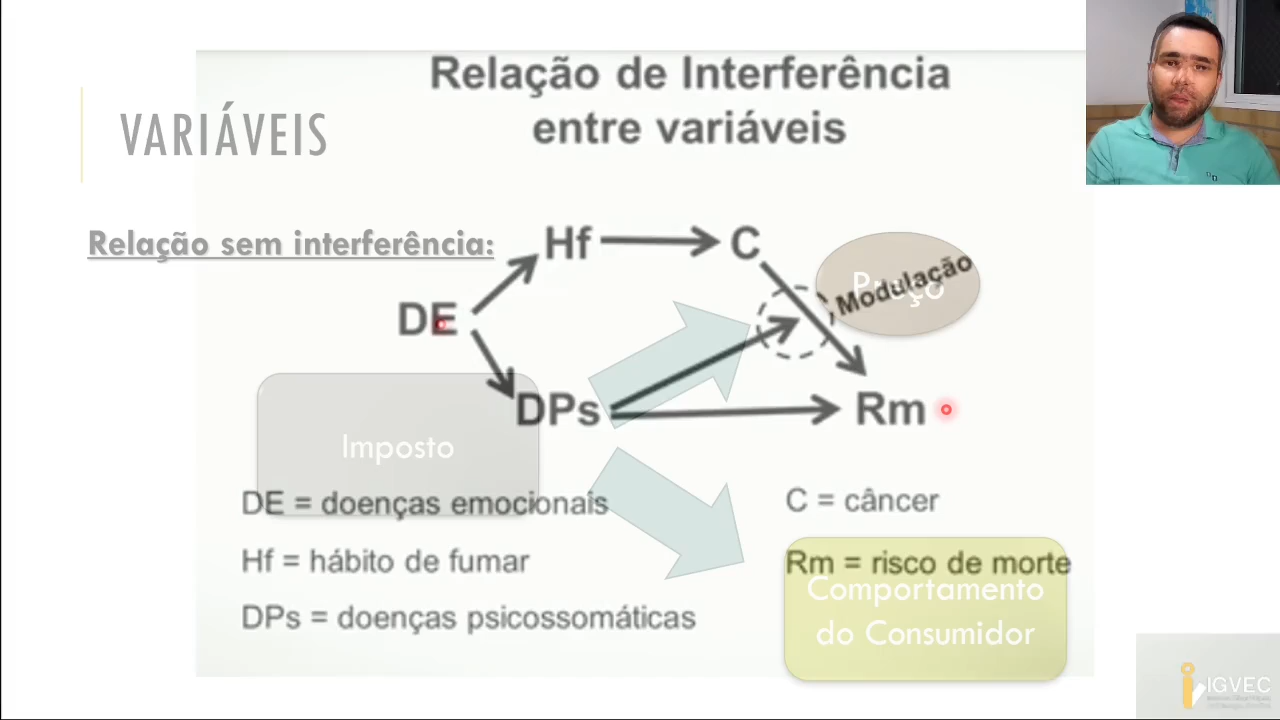 Relação de Interferência
entre variáveis
VARIÁVEIS
Relação sem interferência:
Hf
C
Preço
Modulação
DE
DPs
Rm
Imposto
DE = doenças emocionais
C = câncer
Hf = hábito de fumar
Rm = risco de morte
Comportamento
do Consumidor
DPs = doenças psicossomáticas
IGVEC